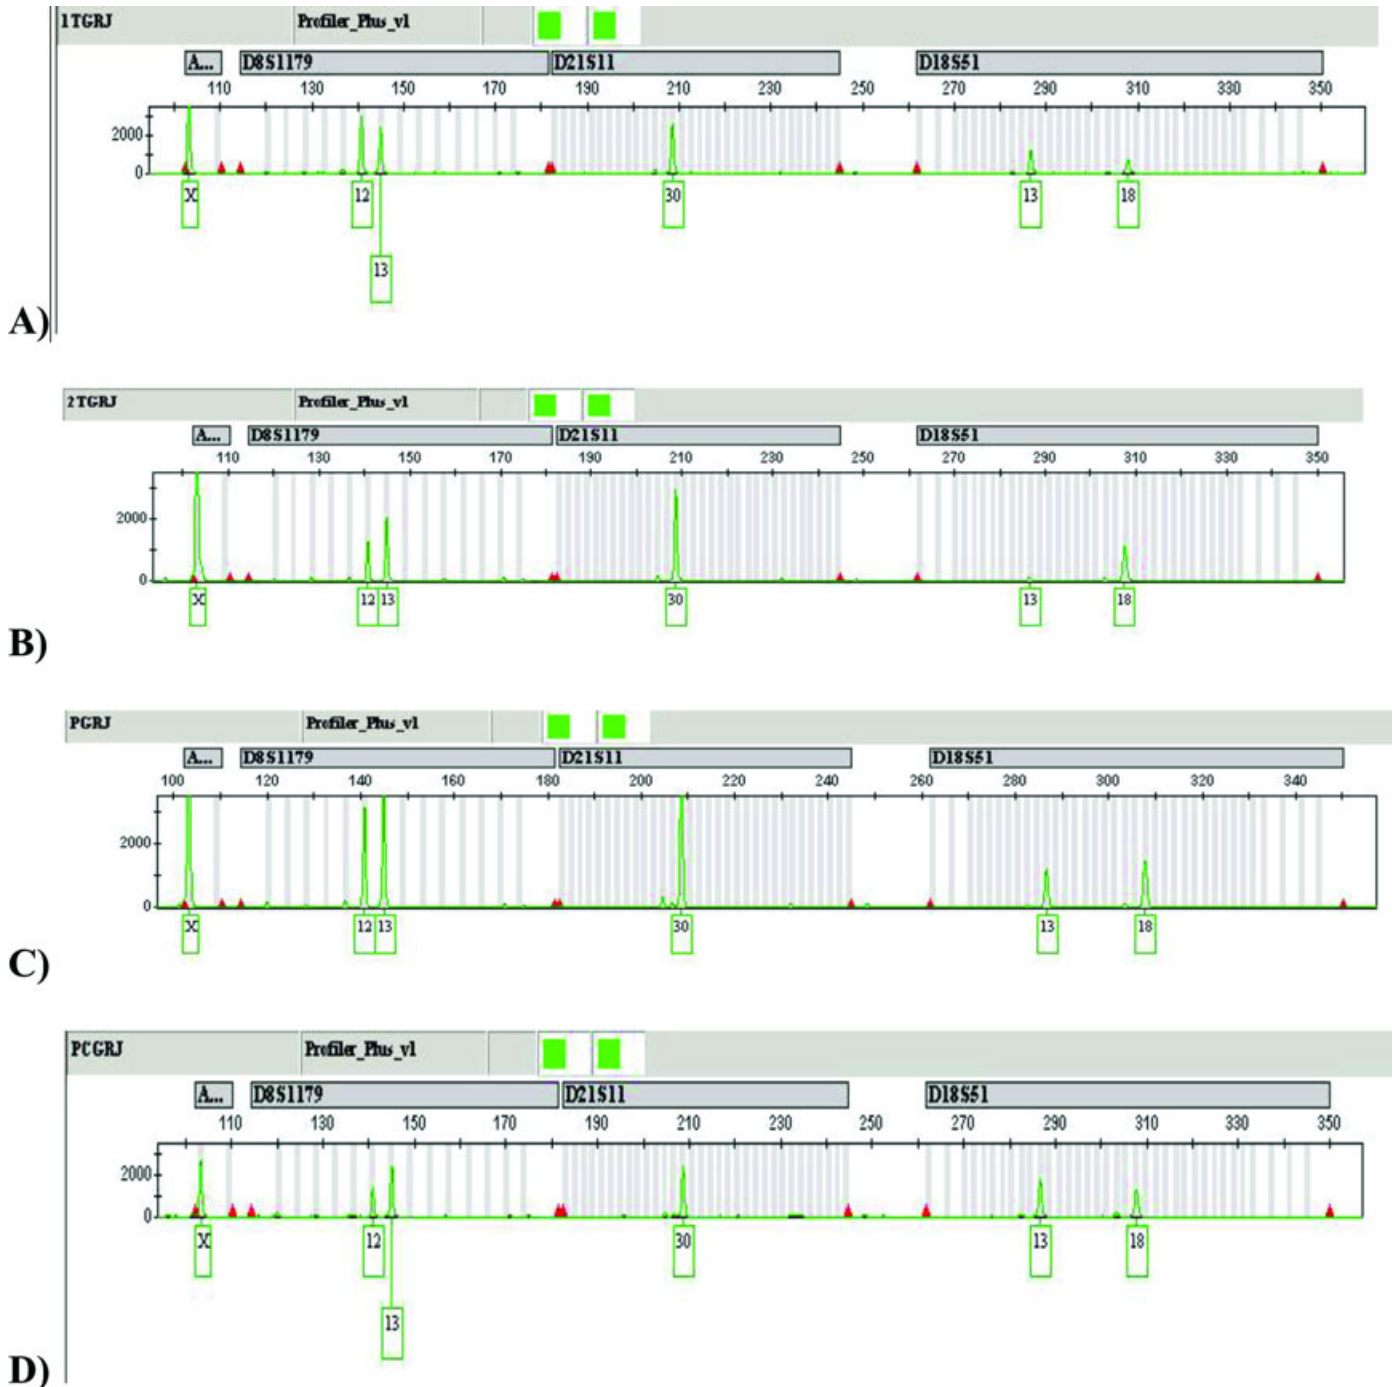 1TGRJ Profiler_Plus_v1
A... D8S1179 D21S11 D18S51
110 130 150 170 190 210 230 250 270 290 310 330 350
2000
0
X 12 30 13 18
13
A)
2TGRJ Profiler_Plus_v1
A... D8S1179 D21S11 D18S51
110 130 150 170 190 210 230 250 270 290 310 330 350
2000
0
X 12 13 30 13 18
B)
PGRJ Profiler_Plus_v1
A... D8S1179 D21S11 D18S51
100 120 140 160 180 200 220 240 260 280 300 320 340
2000
0
X 12 13 30 13 18
C)
PCGRJ Profiler_Plus_v1
A... D8S1179 D21S11 D18S51
110 130 150 170 190 210 230 250 270 290 310 330 350
2000
0
X 12 30 13 18
13
D)